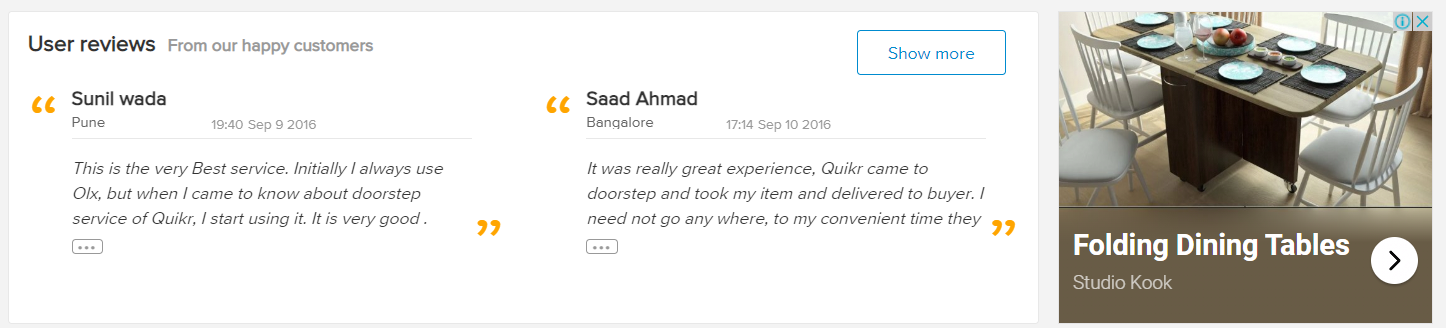 User reviews From our happy customers
Show more
“
Sunil wada
Pune 19:40 Sep 9 2016
This is the very Best service. Initially I always use
Olx, but when I came to know about doorstep
service of Quikr, I start using it. It is very good .
”
...
“
Saad Ahmad
Bangalore 17:14 Sep 10 2016
It was really great experience, Quikr came to
doorstep and took my item and delivered to buyer. I
need not go any where, to my convenient time they
”
...
Folding Dining Tables
Studio Kook